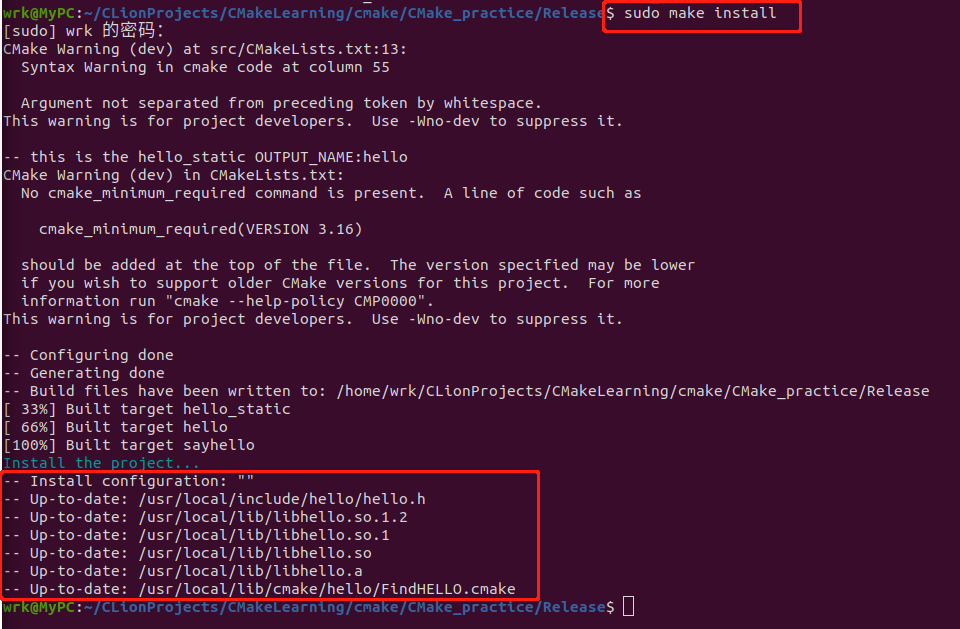 wrk@MyPC:~/CLionProjects/CMakeLearning/cmake/CMake_practice/Release$ sudo make install
[sudo] wrk 的密码：
CMake Warning (dev) at src/CMakeLists.txt:13:
  Syntax Warning in cmake code at column 55

  Argument not separated from preceding token by whitespace.
This warning is for project developers.  Use -Wno-dev to suppress it.

-- this is the hello_static OUTPUT_NAME:hello
CMake Warning (dev) in CMakeLists.txt:
  No cmake_minimum_required command is present.  A line of code such as

    cmake_minimum_required(VERSION 3.16)

  should be added at the top of the file.  The version specified may be lower
  if you wish to support older CMake versions for this project.  For more
  information run "cmake --help-policy CMP0000".
This warning is for project developers.  Use -Wno-dev to suppress it.

-- Configuring done
-- Generating done
-- Build files have been written to: /home/wrk/CLionProjects/CMakeLearning/cmake/CMake_practice/Release
[ 33%] Built target hello_static
[ 66%] Built target hello
[100%] Built target sayhello
Install the project...
-- Install configuration: ""
-- Up-to-date: /usr/local/include/hello/hello.h
-- Up-to-date: /usr/local/lib/libhello.so.1.2
-- Up-to-date: /usr/local/lib/libhello.so.1
-- Up-to-date: /usr/local/lib/libhello.so
-- Up-to-date: /usr/local/lib/libhello.a
-- Up-to-date: /usr/local/lib/cmake/hello/FindHELLO.cmake
wrk@MyPC:~/CLionProjects/CMakeLearning/cmake/CMake_practice/Release$